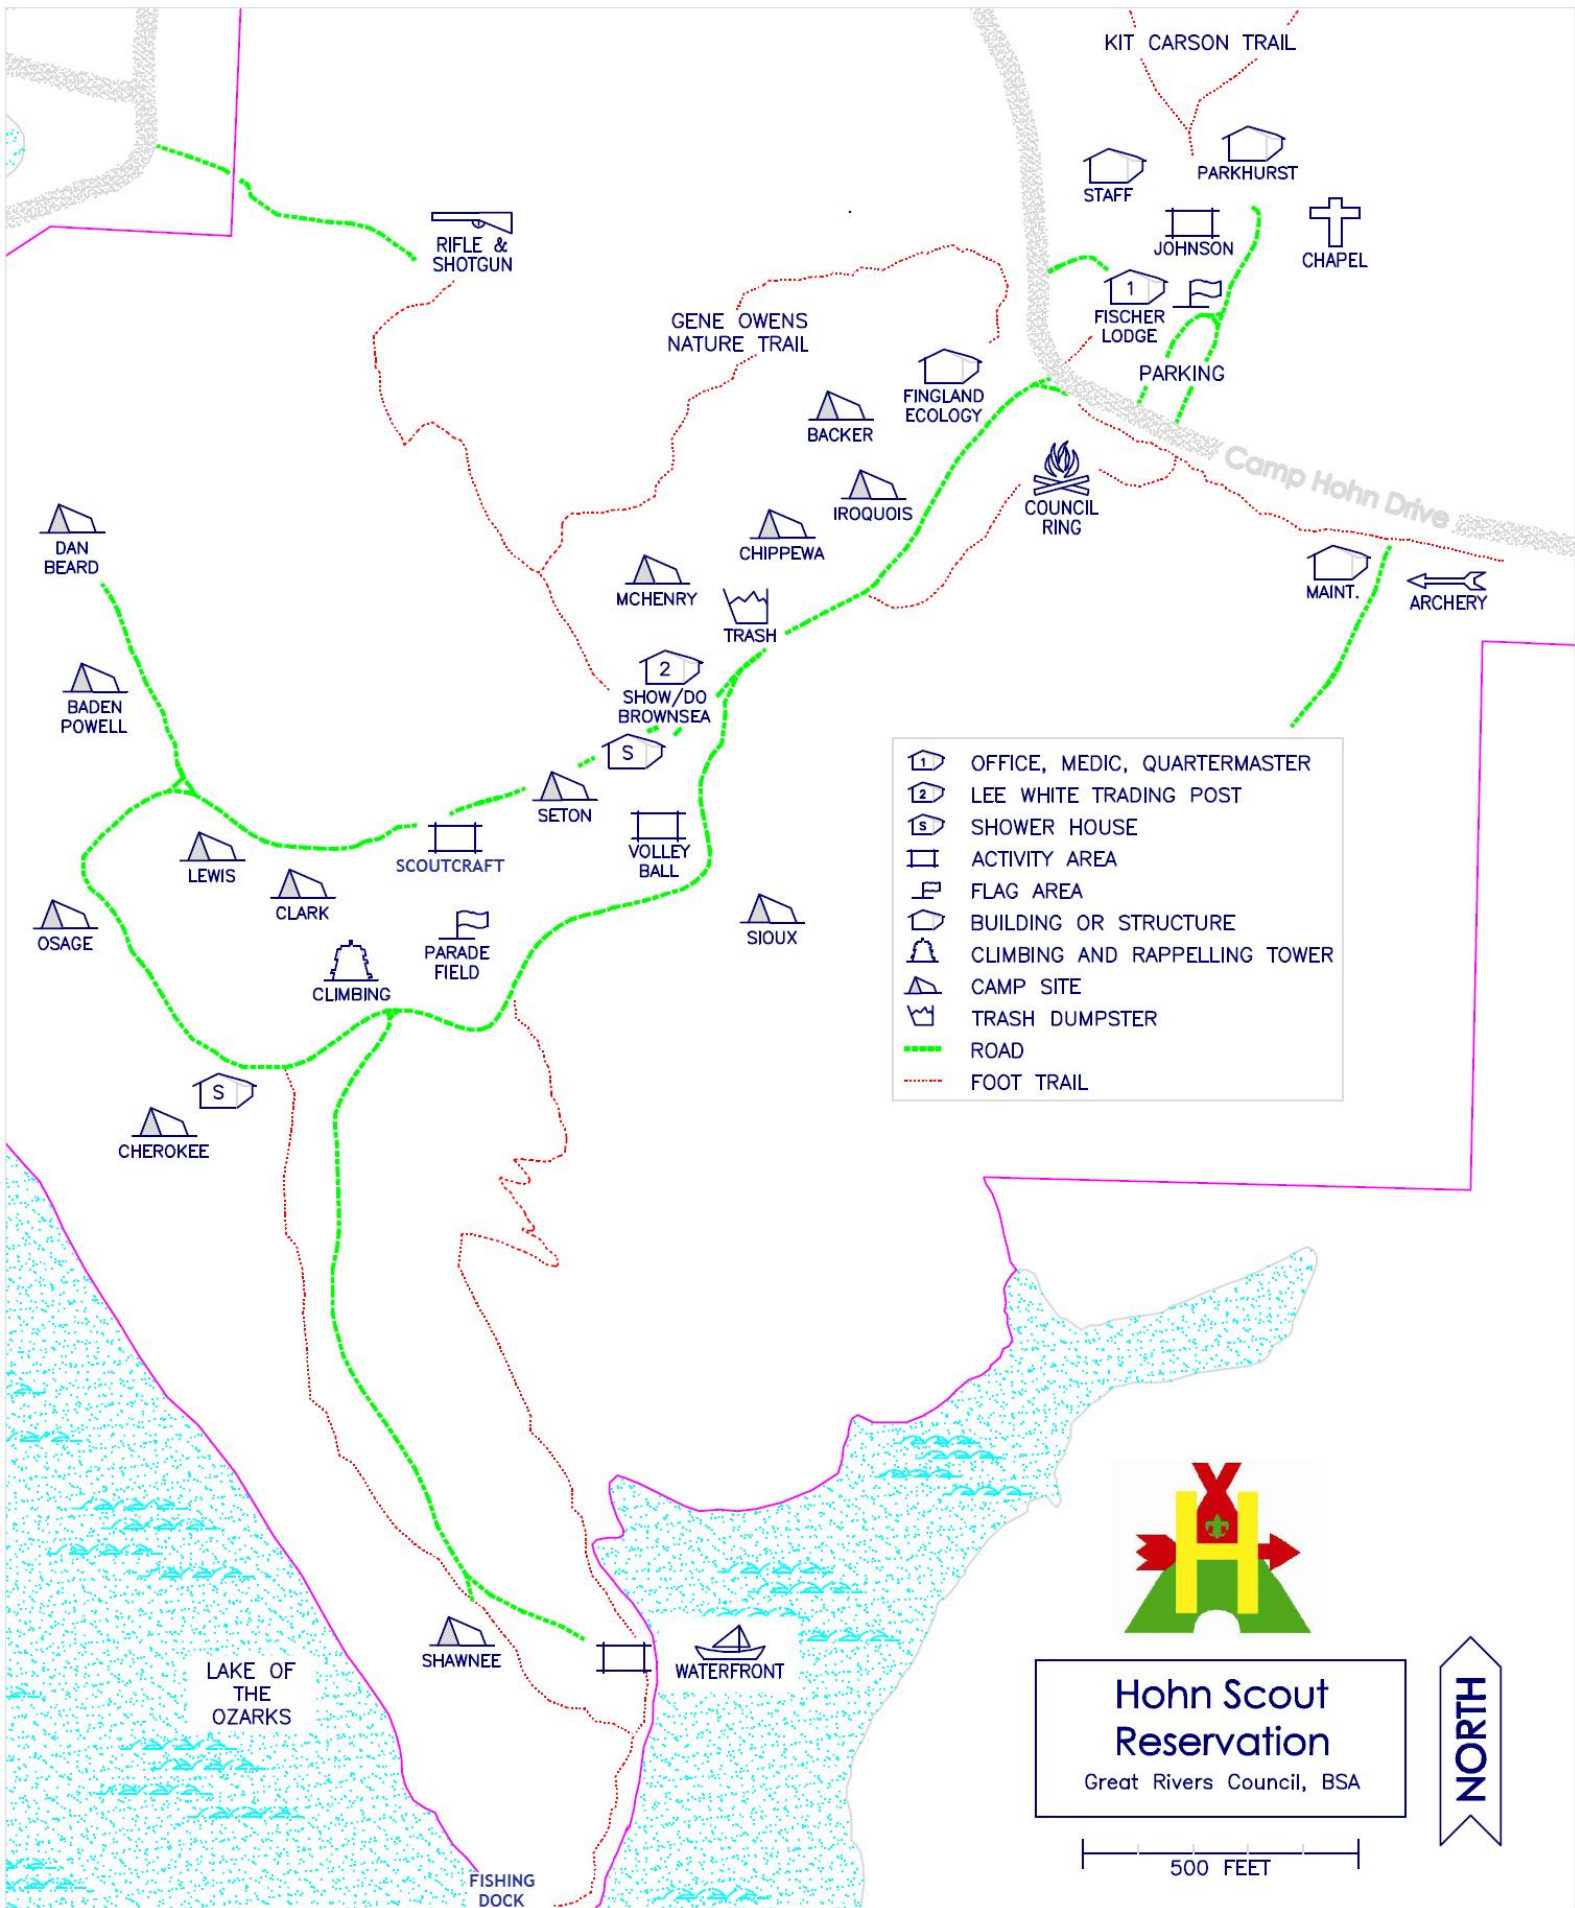 KIT CARSON TRAIL
STAFF
PARKHURST
JOHNSON
CHAPEL
RIFLE &
SHOTGUN
1
FISCHER
LODGE
GENE OWENS
NATURE TRAIL
PARKING
FINGLAND
ECOLOGY
BACKER
Camp Hohn Drive
IROQUOIS
COUNCIL
RING
CHIPPEWA
DAN
BEARD
MCHENRY
MAINT.
ARCHERY
TRASH
2
SHOW/DO
BROWNSEA
BADEN
POWELL
S
SETON
VOLLEY
BALL
SCOUTCRAFT
LEWIS
CLARK
OSAGE
PARADE
FIELD
SIOUX
CLIMBING
1 OFFICE, MEDIC, QUARTERMASTER
2 LEE WHITE TRADING POST
S SHOWER HOUSE
ACTIVITY AREA
FLAG AREA
BUILDING OR STRUCTURE
CLIMBING AND RAPPELLING TOWER
CAMP SITE
TRASH DUMPSTER
ROAD
FOOT TRAIL
S
CHEROKEE
SHAWNEE
WATERFRONT
LAKE OF
THE
OZARKS
FISHING
DOCK
H
Hohn Scout
Reservation
Great Rivers Council, BSA
500 FEET
NORTH